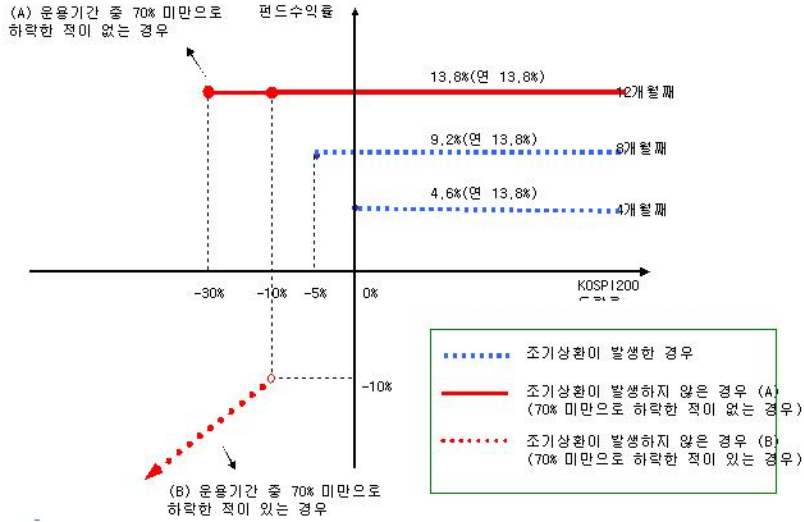 (A) 운용기간 중 70% 미만으로
하락한 적이 없는 경우
펀드수익률
13.8%(연 13.8%)
12개월째
9.2%(연 13.8%)
8개월째
4.6%(연 13.8%)
4개월째
-30%
-10%
-5%
0%
KOSPI200
-10%
조기상환이 발생한 경우
조기상환이 발생하지 않은 경우 (A)
(70% 미만으로 하락한 적이 없는 경우)
조기상환이 발생하지 않은 경우 (B)
(70% 미만으로 하락한 적이 있는 경우)
(B) 운용기간 중 70% 미만으로
하락한 적이 있는 경우